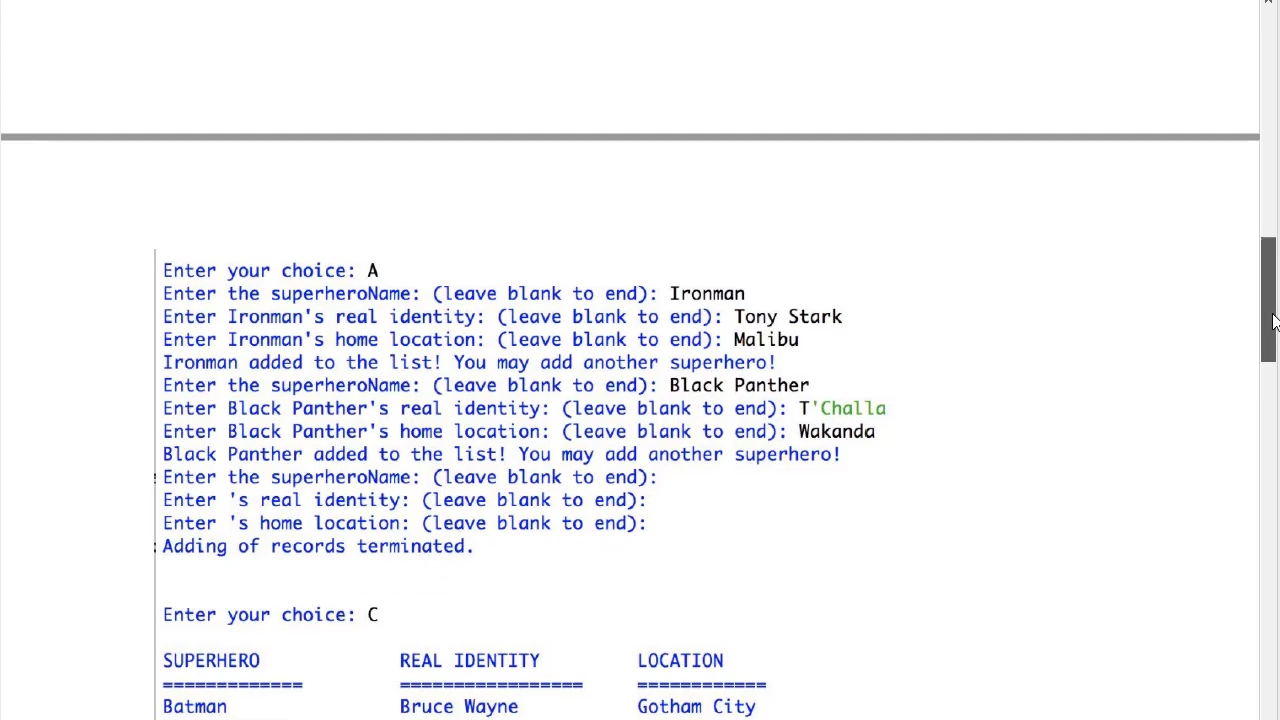 Enter your choice: A
Enter the superheroName: (leave blank to end): Ironman
Enter Ironman's real identity: (leave blank to end): Tony Stark
Enter Ironman's home location: (leave blank to end): Malibu
Ironman added to the list! You may add another superhero!
Enter the superheroName: (leave blank to end): Black Panther
Enter Black Panther's real identity: (leave blank to end): T'Challa
Enter Black Panther's home location: (leave blank to end): Wakanda
Black Panther added to the list! You may add another superhero!
Enter the superheroName: (leave blank to end):
Enter 's real identity: (leave blank to end):
Enter 's home location: (leave blank to end):
Adding of records terminated.
Enter your choice: C
SUPERHERO REAL IDENTITY LOCATION
============= ================= ============
Batman Bruce Wayne Gotham City